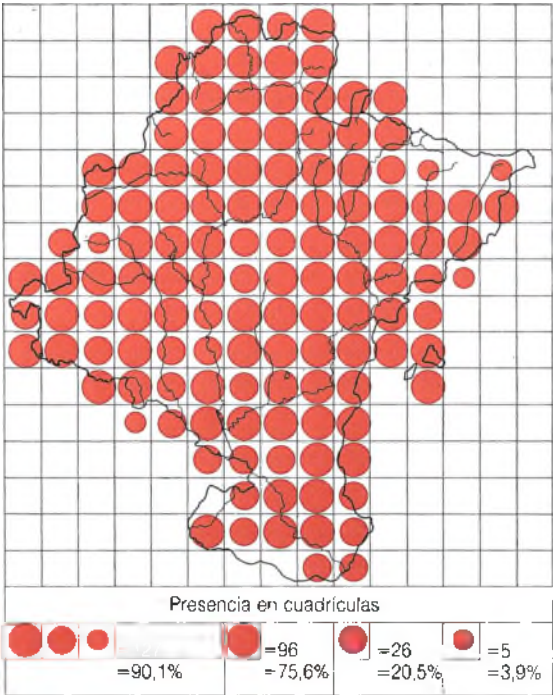 Presencia en cuadrículas
=96 =26 =5
=90,1% =75,6% =20,5% =3,9%